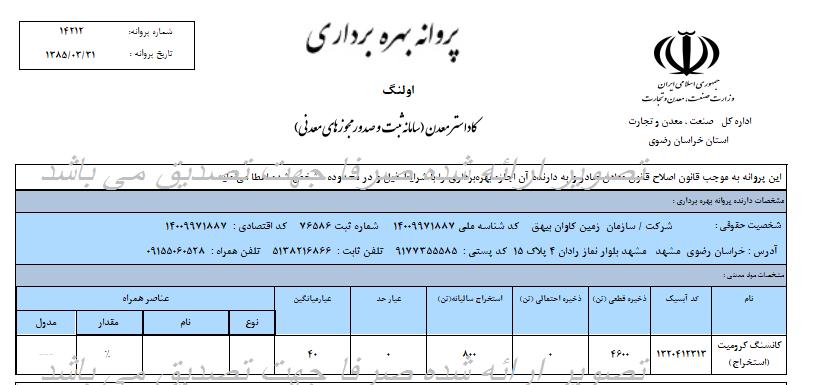 شماره پروانه: ۱۴۲۱۲
تاریخ پروانه : ۱۳۸۵/۰۳/۳۱
پروانه بهره برداری
اولنگ
کاداستر معدن (سامانه ثبت و صدور مجوزهای معدنی)
جمهوری اسلامی ایران
وزارت صنعت، معدن و تجارت
اداره کل صنعت ، معدن و تجارت
استان خراسان رضوی
این پروانه به موجب قانون اصلاح قانون معادن صادر و به دارنده آن اجازه بهره‌برداری را با شرایط ذیل و در محدوده
تصویر ارائه شده صرفا جهت تصدیق می باشد
مشخصات دارنده پروانه بهره برداری :
شخصیت حقوقی : شرکت / سازمان زمین کاوان بیهق کد شناسه ملی ۱۴۰۰۹۹۷۱۸۸۷ شماره ثبت ۷۶۵۸۶ کد اقتصادی : ۱۴۰۰۹۹۷۱۸۸۷
آدرس : خراسان رضوی مشهد مشهد بلوار نماز رادان ۴ پلاک ۱۵ کد پستی : ۹۱۷۷۳۵۵۵۸۵ تلفن ثابت : ۵۱۳۸۲۱۶۸۶۶ تلفن همراه : ۰۹۱۵۵۰۶۰۵۲۸
مشخصات مواد معدنی :
نام کد آیسیک ذخیره قطعی (تن) ذخیره احتمالی (تن) استخراج سالیانه(تن) عیار حد عیارمیانگین عناصر همراه
نوع نام مقدار مدول
کانسنگ کرومیت (استخراج) ۱۳۲۰۴۱۲۳۱۳ ۴۶۰۰ ۰ ۸۰۰ ۰ ۴۰ ٪ ----
تصویر ارائه شده صرفا جهت تصدیق می باشد